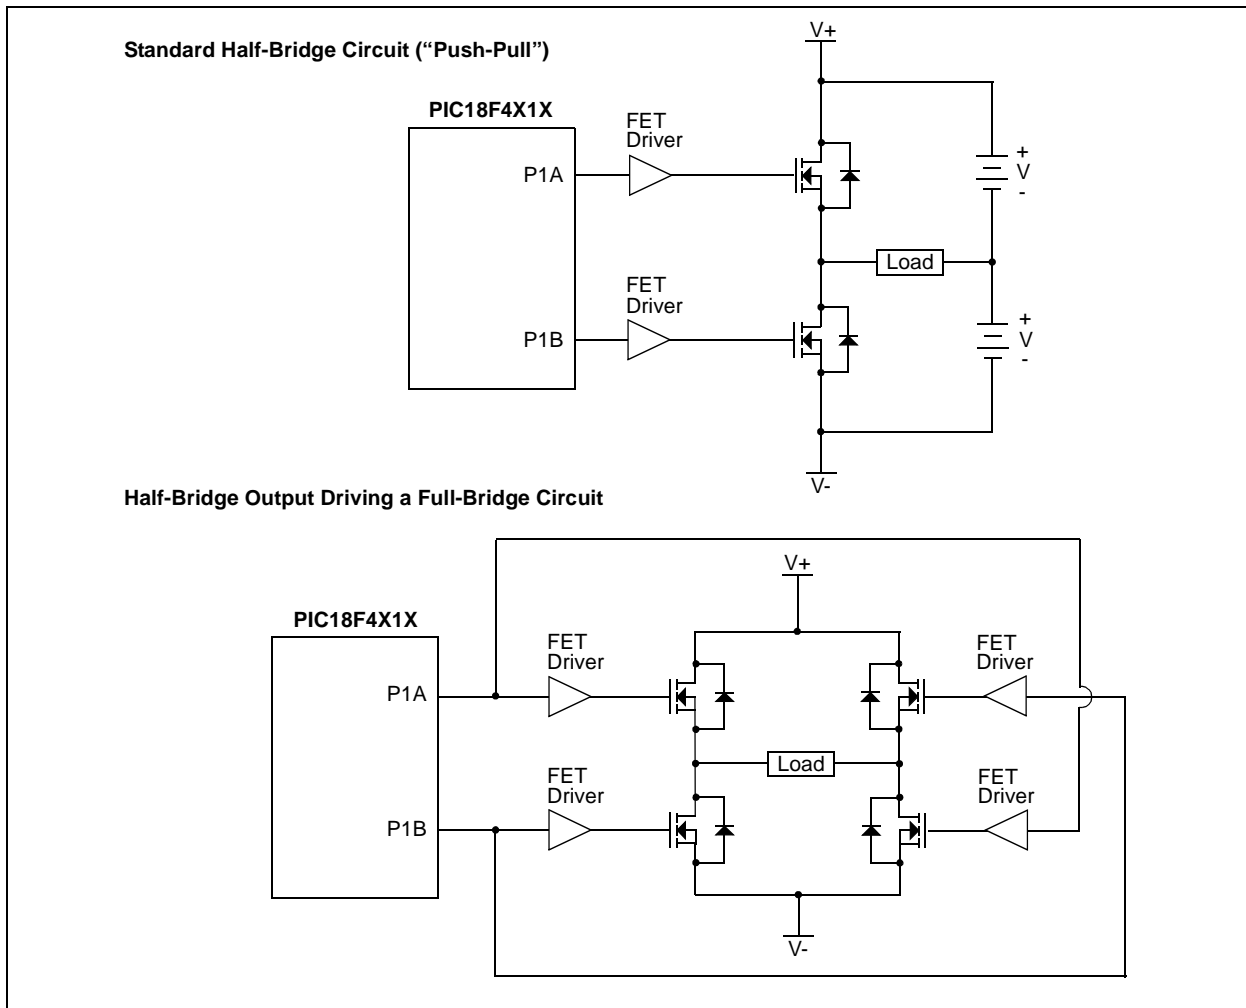 Standard Half-Bridge Circuit (“Push-Pull”)
V+
PIC18F4X1X
FET
Driver
P1A
+
V
-
Load
FET
Driver
P1B
+
V
-
V-
Half-Bridge Output Driving a Full-Bridge Circuit
V+
PIC18F4X1X
FET
Driver
FET
Driver
P1A
Load
FET
Driver
FET
Driver
P1B
V-